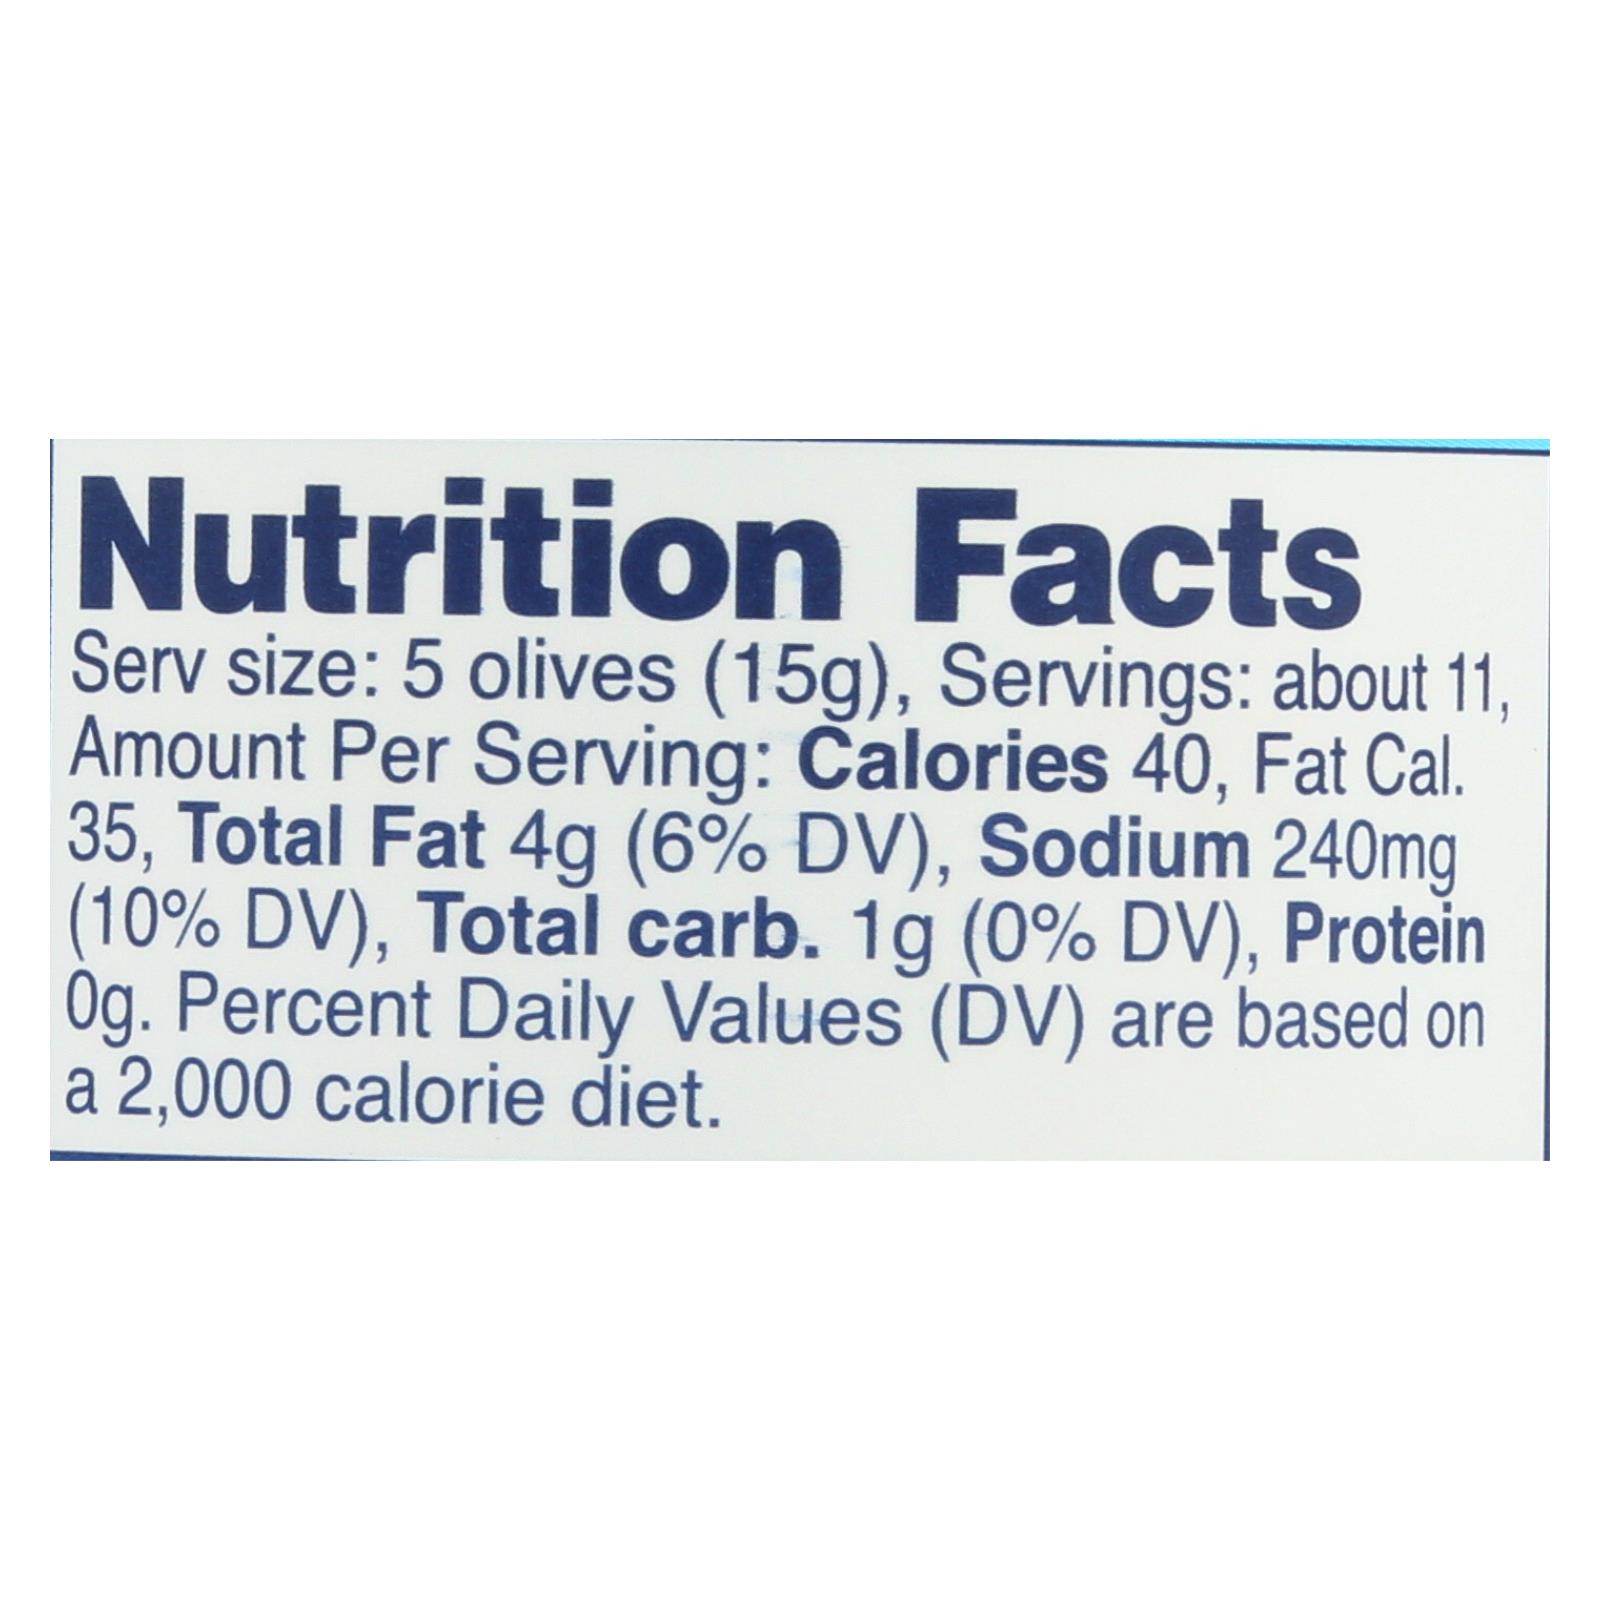 Nutrition Facts
Serv size: 5 olives (15g), Servings: about 11,
Amount Per Serving: Calories 40, Fat Cal.
35, Total Fat 4g (6% DV), Sodium 240mg
(10% DV), Total carb. 1g (0% DV), Protein
0g. Percent Daily Values (DV) are based on
a 2,000 calorie diet.